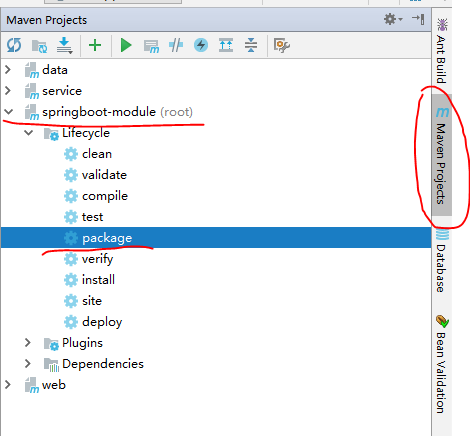 Maven Projects
data
service
springboot-module (root)
Lifecycle
clean
validate
compile
test
package
verify
install
site
deploy
Plugins
Dependencies
web
Ant Build
m Maven Projects
Database
Bean Validation